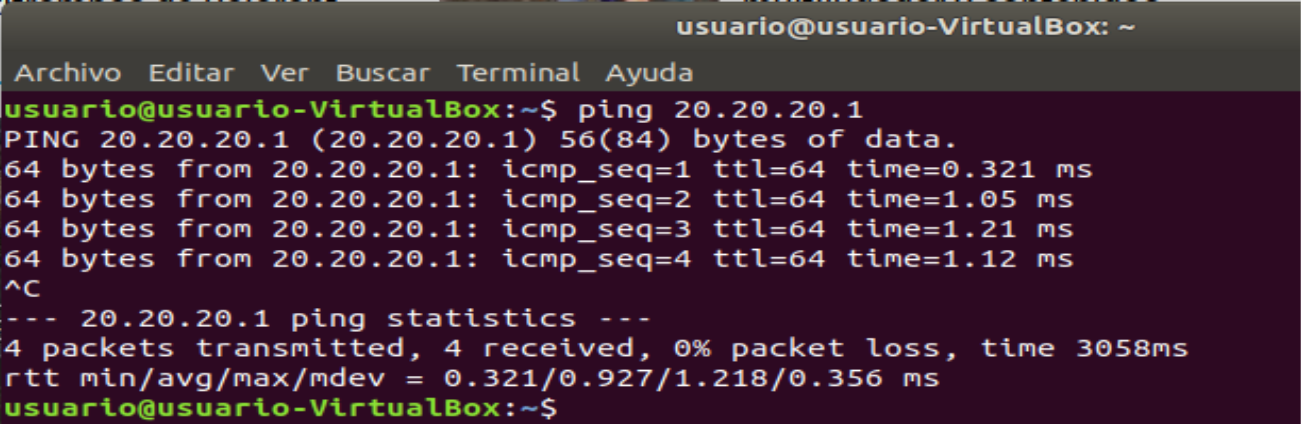 usuario@usuario-VirtualBox: ~
Archivo Editar Ver Buscar Terminal Ayuda
usuario@usuario-VirtualBox:~$ ping 20.20.20.1
PING 20.20.20.1 (20.20.20.1) 56(84) bytes of data.
64 bytes from 20.20.20.1: icmp_seq=1 ttl=64 time=0.321 ms
64 bytes from 20.20.20.1: icmp_seq=2 ttl=64 time=1.05 ms
64 bytes from 20.20.20.1: icmp_seq=3 ttl=64 time=1.21 ms
64 bytes from 20.20.20.1: icmp_seq=4 ttl=64 time=1.12 ms
^C
--- 20.20.20.1 ping statistics ---
4 packets transmitted, 4 received, 0% packet loss, time 3058ms
rtt min/avg/max/mdev = 0.321/0.927/1.218/0.356 ms
usuario@usuario-VirtualBox:~$